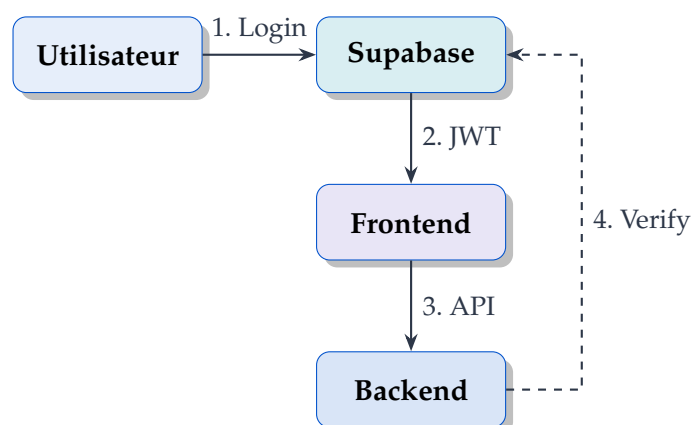 1. Login
Utilisateur
Supabase
2. JWT
Frontend
4. Verify
3. API
Backend